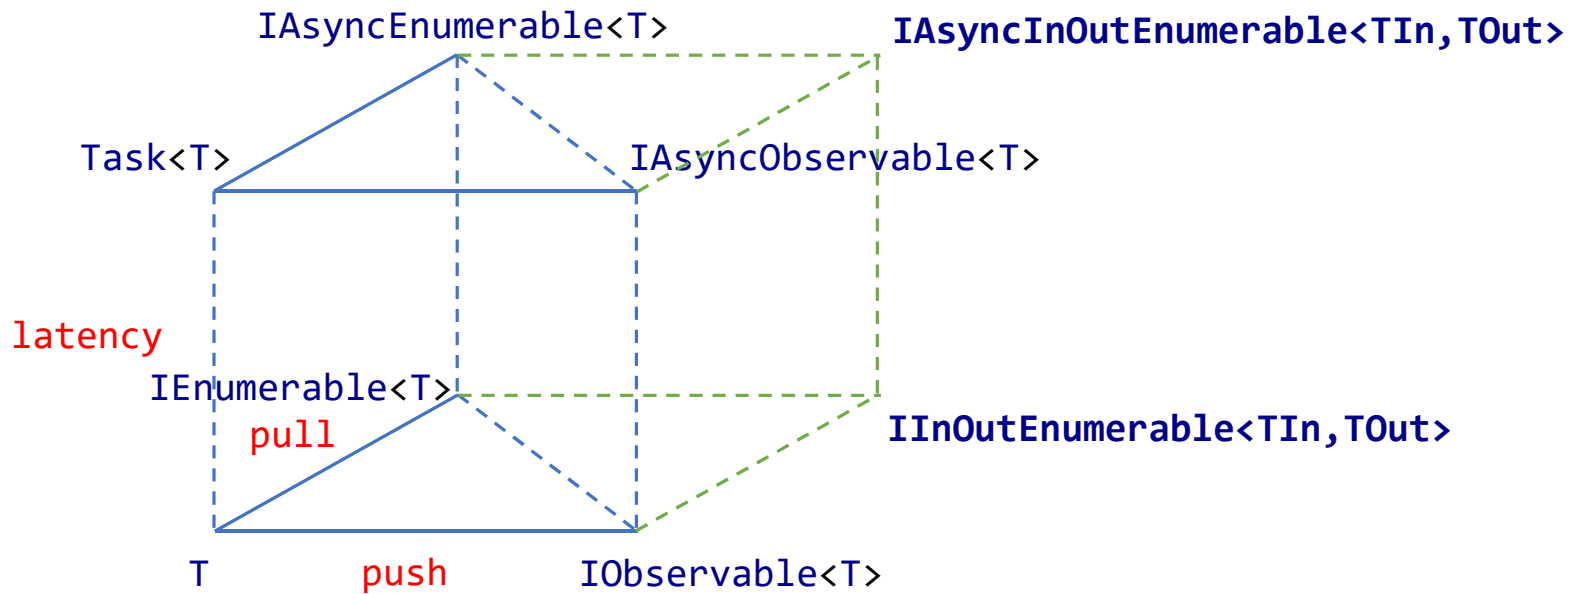 IAsyncEnumerable<T>
IAsyncInOutEnumerable<TIn,TOut>
Task<T>
IAsyncObservable<T>
latency
IEnumerable<T>
pull
IInOutEnumerable<TIn,TOut>
T
push
IObservable<T>